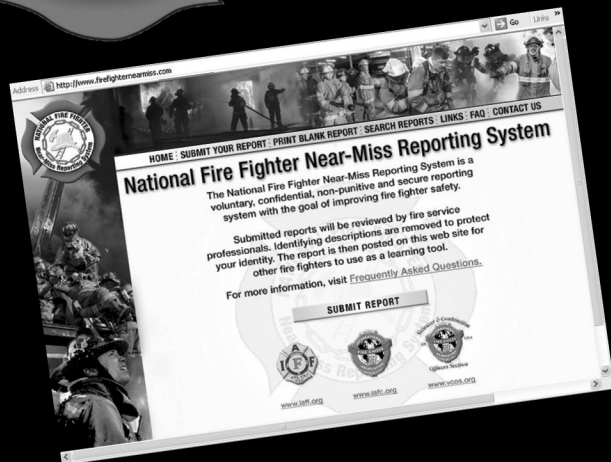 Go Links »
Address http://www.firefighternearmiss.com
NATIONAL FIRE FIGHTER
Near-Miss Reporting System
HOME SUBMIT YOUR REPORT PRINT BLANK REPORT SEARCH REPORTS LINKS FAQ CONTACT US
National Fire Fighter Near-Miss Reporting System
The National Fire Fighter Near-Miss Reporting System is a
voluntary, confidential, non-punitive and secure reporting
system with the goal of improving fire fighter safety.
Submitted reports will be reviewed by fire service
professionals. Identifying descriptions are removed to protect
your identity. The report is then posted on this web site for
other fire fighters to use as a learning tool.
For more information, visit Frequently Asked Questions.
SUBMIT REPORT
I A F F
Volunteer & Combination
Officers Section
www.iaff.org
www.iafc.org
www.vcos.org